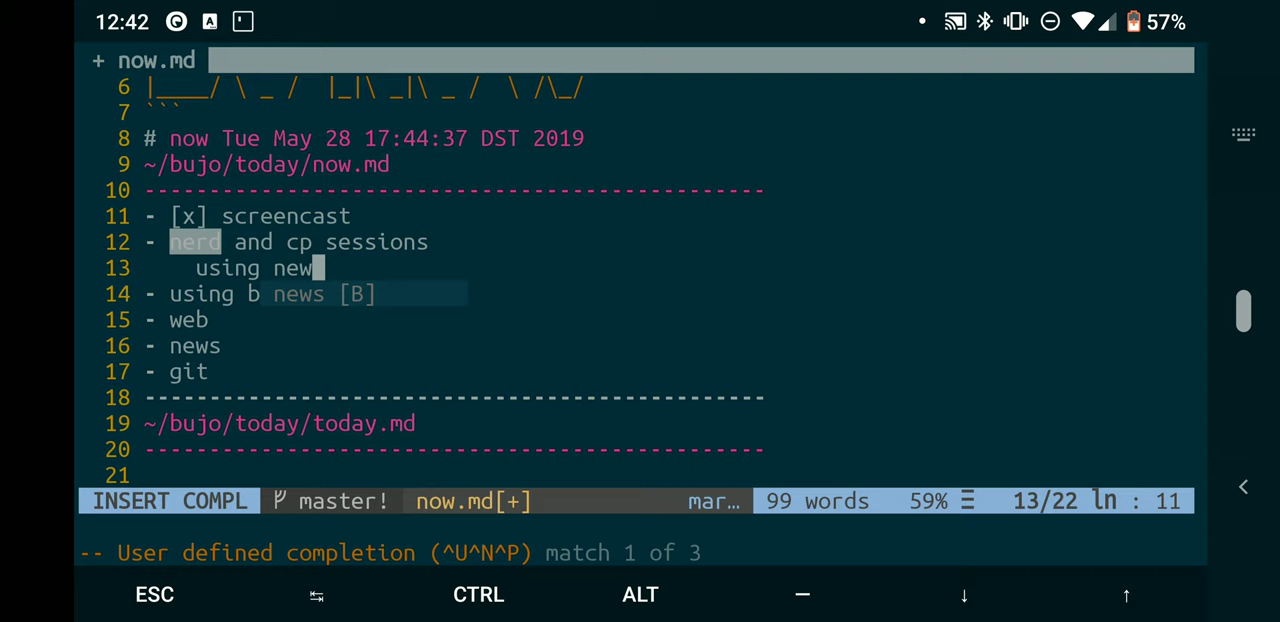 12:42 A 57%
+ now.md
6 |____/ \ _ /  |_|\ _|\ _ /  \ /\_/
7 ```
8 # now Tue May 28 17:44:37 DST 2019
9 ~/bujo/today/now.md
10 -----------------------------------------------
11 - [x] screencast
12 - nerd and cp sessions
13     using new
14 - using b news [B]
15 - web
16 - news
17 - git
18 -----------------------------------------------
19 ~/bujo/today/today.md
20 -----------------------------------------------
21
INSERT COMPL master! now.md[+] mar… 99 words 59% ☰ 13/22 ln : 11
-- User defined completion (^U^N^P) match 1 of 3
ESC ↹ CTRL ALT — ↓ ↑